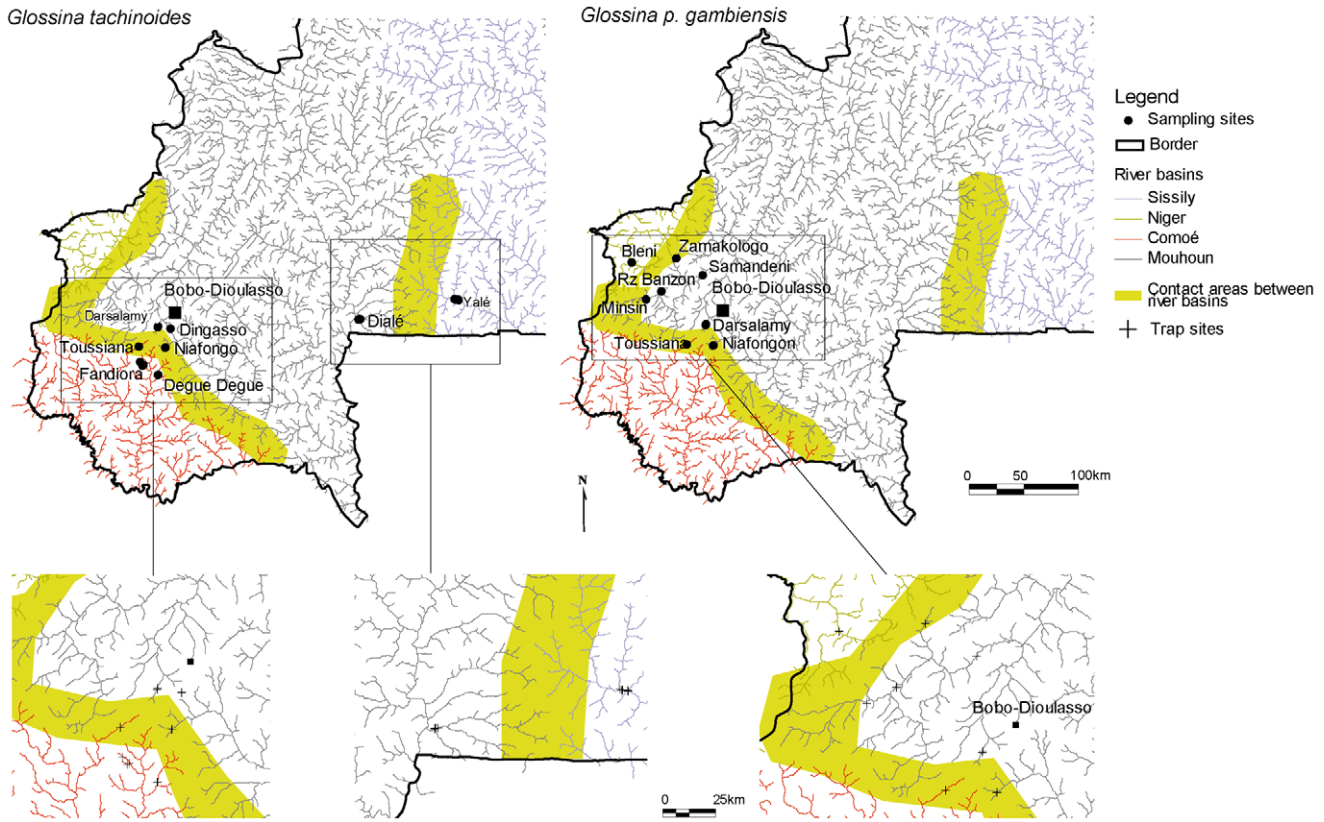 Glossina tachinoides
Glossina p. gambiensis
Legend
Sampling sites
Border
River basins
Sissily
Niger
Comoé
Mouhoun
Contact areas between
river basins
Trap sites
Bobo-Dioulasso
Darsalamy
Dingasso
Toussiana
Niafongo
Fandiora
Degue Degue
Yalé
Dialé
Bleni
Zamakologo
Samandeni
Rz Banzon
Bobo-Dioulasso
Minsin
Darsalamy
Toussiana
Niafongon
0 50 100km
N
Bobo-Dioulasso
0 25km